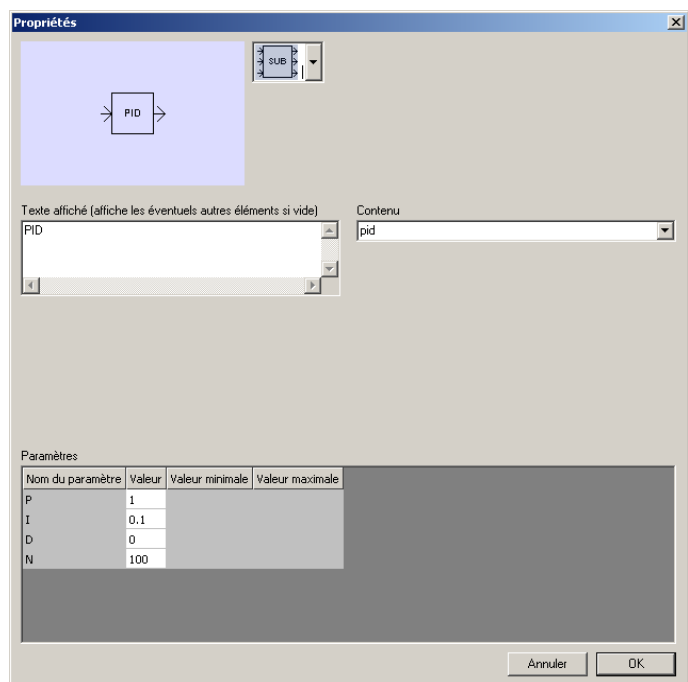 Propriétés
SUB
PID
Texte affiché (affiche les éventuels autres éléments si vide)
Contenu
PID
pid
Paramètres
Nom du paramètre Valeur Valeur minimale Valeur maximale
P 1
I 0.1
D 0
N 100
Annuler OK